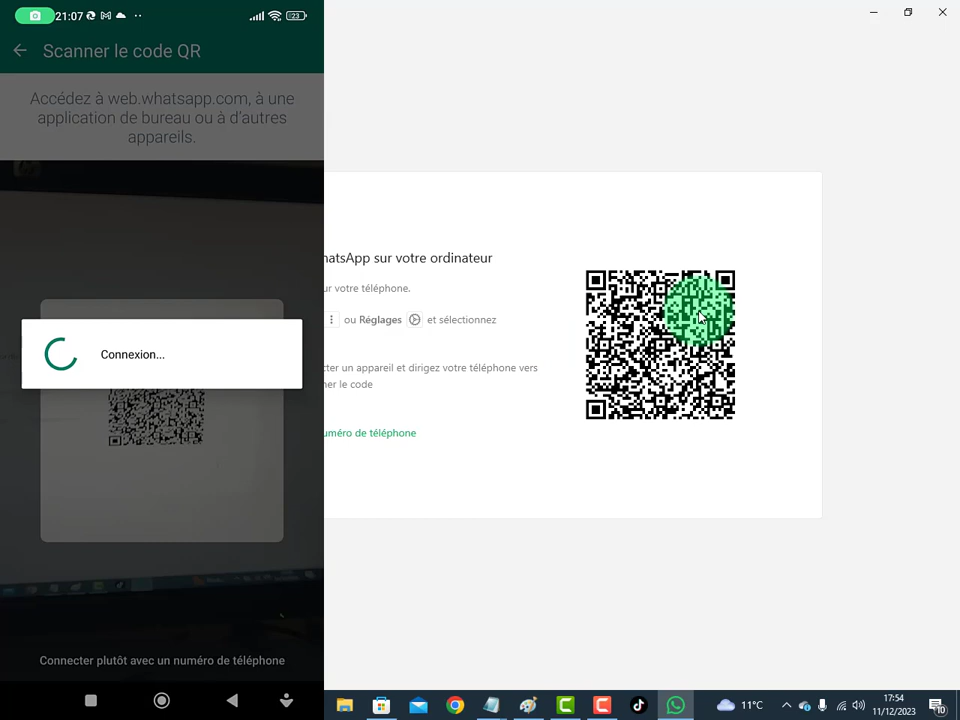 21:07
23
Scanner le code QR
Accédez à web.whatsapp.com, à une
application de bureau ou à d'autres
appareils.
Connexion...
Connecter plutôt avec un numéro de téléphone
hatsApp sur votre ordinateur
ur votre téléphone.
ou Réglages et sélectionnez
cter un appareil et dirigez votre téléphone vers
ner le code
uméro de téléphone
11°C
17:54
11/12/2023
10